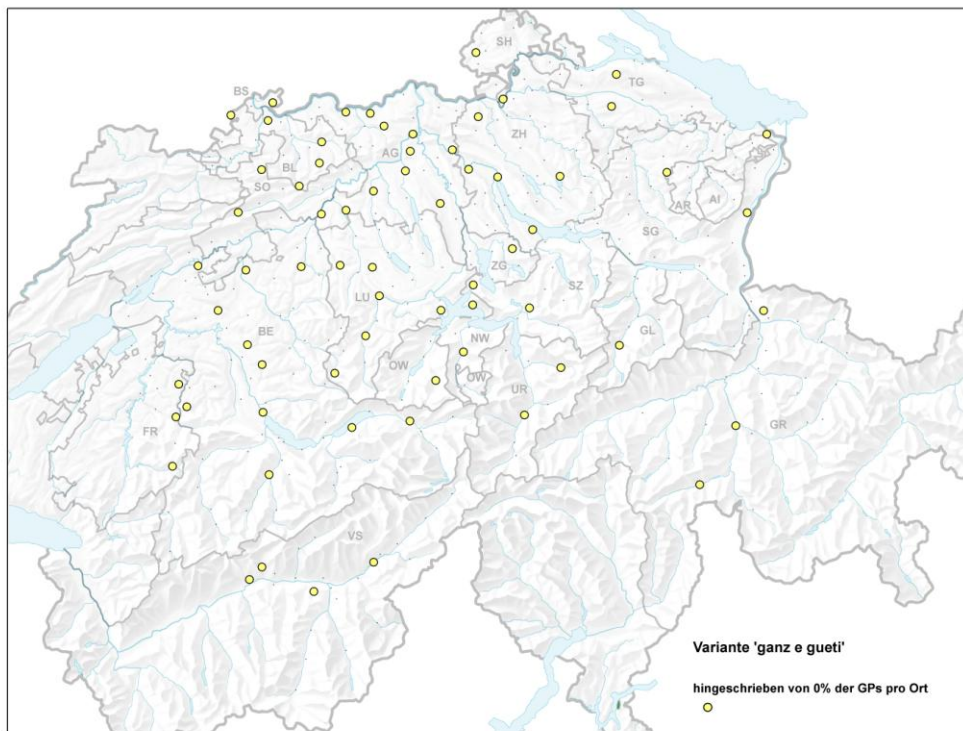 SH
BS
TG
ZH
BL
AG
SO
AR
AI
SG
ZG
LU
SZ
BE
GL
NW
OW
OW
UR
FR
GR
VS
Variante 'ganz e gueti'
hingeschrieben von 0% der GPs pro Ort